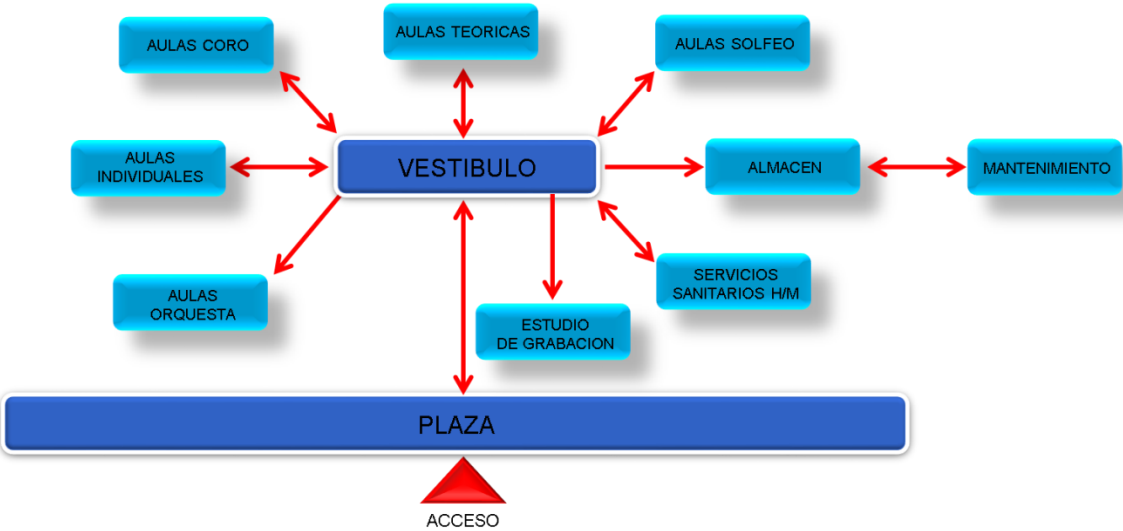 AULAS CORO
AULAS TEORICAS
AULAS SOLFEO
AULAS
INDIVIDUALES
VESTIBULO
ALMACEN
MANTENIMIENTO
AULAS
ORQUESTA
SERVICIOS
SANITARIOS H/M
ESTUDIO
DE GRABACION
PLAZA
ACCESO